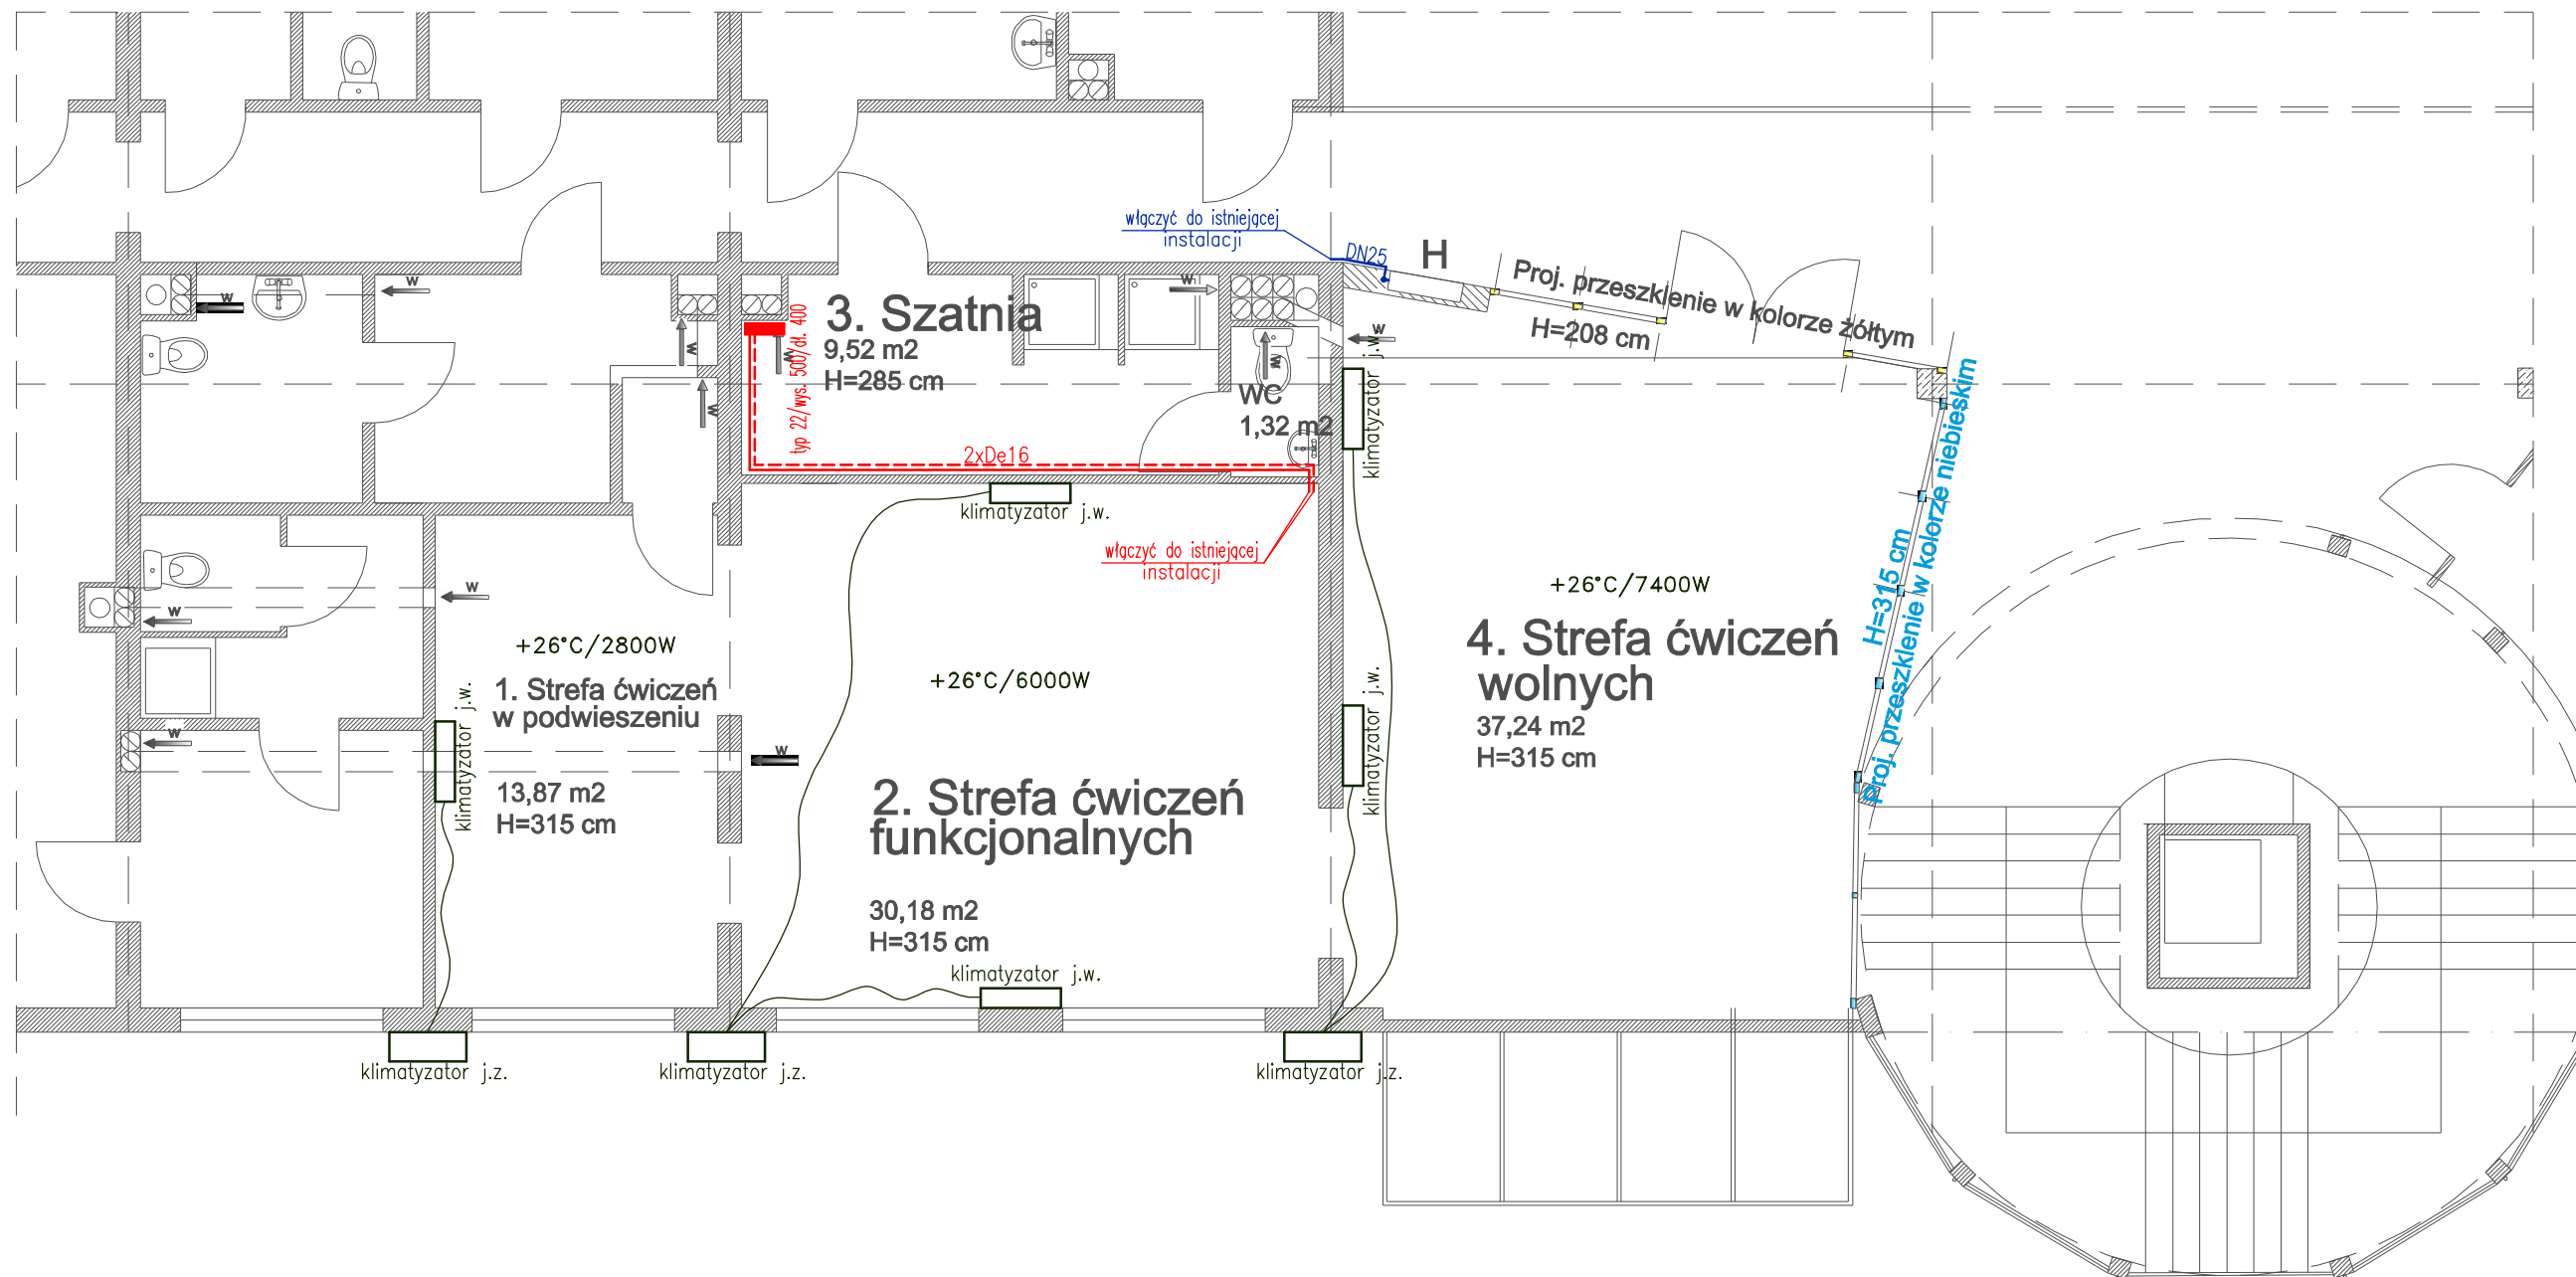 włączyć do istniejącej
instalacji
DN25
H
Proj. przeszklenie w kolorze żółtym
H=208 cm
W
W
W
W
W
W
W
W
W
3. Szatnia
9,52 m2
H=285 cm
typ 22/wys. 500/dł. 400
WC
1,32 m2
2xDe16
klimatyzator j.w.
klimatyzator j.w.
włączyć do istniejącej
instalacji
H=315 cm
Proj. przeszklenie w kolorze niebieskim
+26°C/7400W
4. Strefa ćwiczeń
wolnych
37,24 m2
H=315 cm
klimatyzator j.w.
W
W
W
W
+26°C/2800W
1. Strefa ćwiczeń
w podwieszeniu
13,87 m2
H=315 cm
klimatyzator j.w.
+26°C/6000W
2. Strefa ćwiczeń
funkcjonalnych
30,18 m2
H=315 cm
klimatyzator j.w.
klimatyzator j.z.
klimatyzator j.z.
klimatyzator j.z.